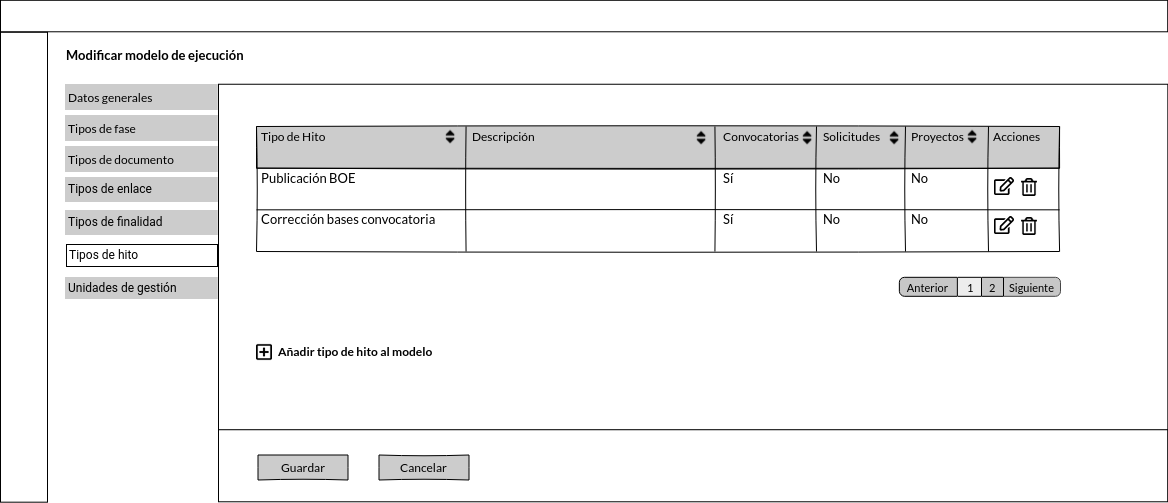 Modificar modelo de ejecución
Datos generales
Tipos de fase
Tipos de documento
Tipos de enlace
Tipos de finalidad
Tipos de hito
Unidades de gestión
Tipo de Hito Descripción Convocatorias Solicitudes Proyectos Acciones
Publicación BOE Sí No No
Corrección bases convocatoria Sí No No
Anterior 1 2 Siguiente
Añadir tipo de hito al modelo
Guardar Cancelar